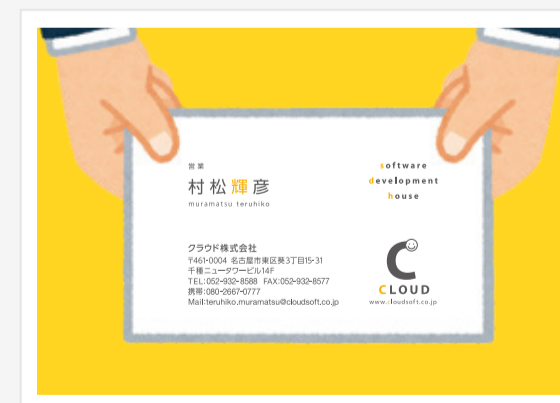 営業
村松輝彦
muramatsu teruhiko
software
development
house
クラウド株式会社
〒461-0004 名古屋市東区葵3丁目15-31
千種ニュータワービル14F
TEL:052-932-8588 FAX:052-932-8577
携帯:080-2667-0777
Mail:teruhiko.muramatsu@cloudsoft.co.jp
C
CLOUD
www.cloudsoft.co.jp